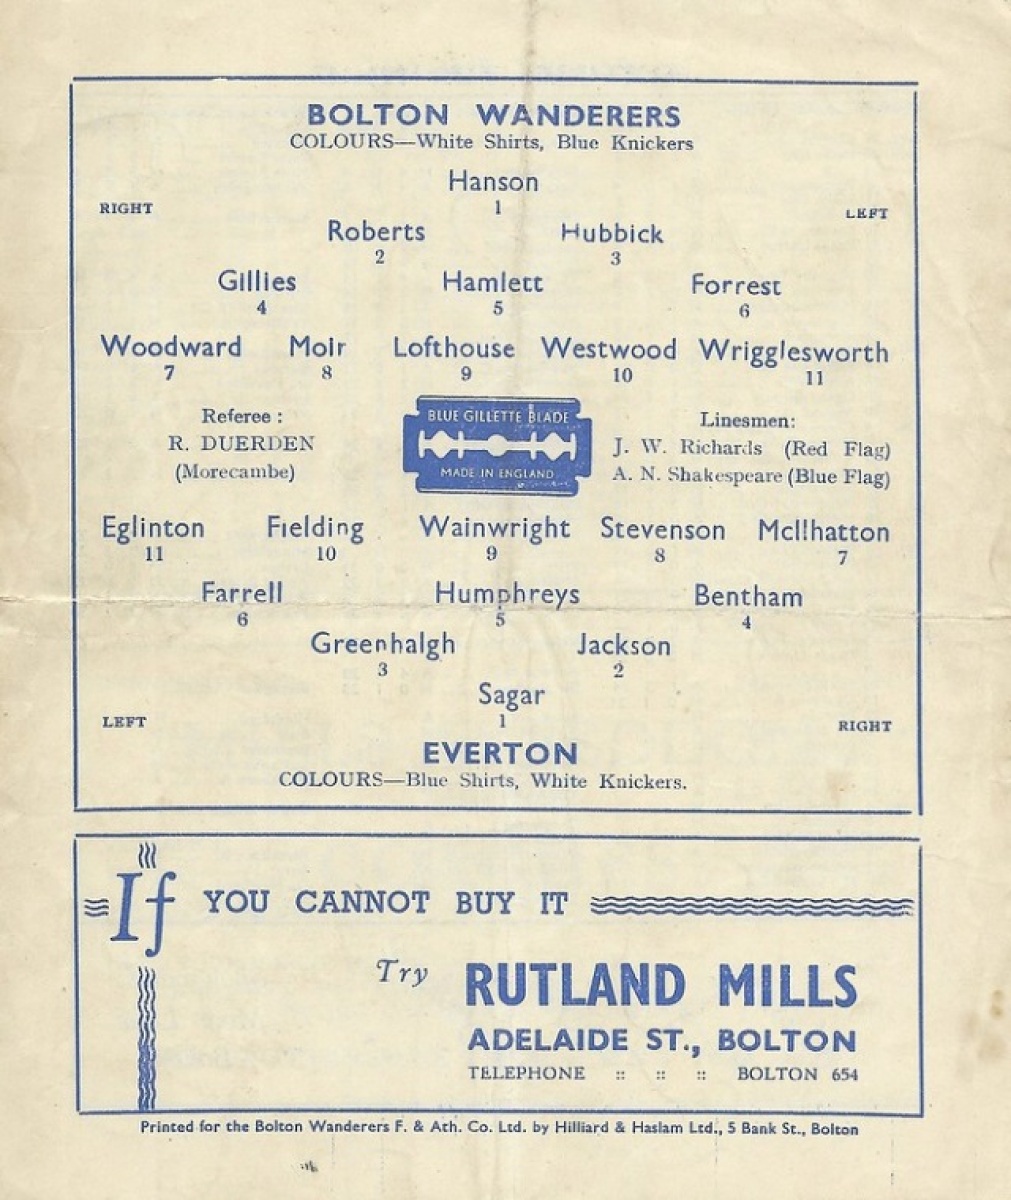 BOLTON WANDERERS
COLOURS—White Shirts, Blue Knickers
Hanson
1
RIGHT LEFT
Roberts Hubbick
2 3
Gillies Hamlett Forrest
4 5 6
Woodward Moir Lofthouse Westwood Wrigglesworth
7 8 9 10 11
Referee :
R. DUERDEN
(Morecambe)
BLUE GILLETTE BLADE
MADE IN ENGLAND
Linesmen:
J. W. Richards (Red Flag)
A. N. Shakespeare (Blue Flag)
Eglinton Fielding Wainwright Stevenson McIlhatton
11 10 9 8 7
Farrell Humphreys Bentham
6 5 4
Greenhalgh Jackson
3 2
Sagar
1
LEFT RIGHT
EVERTON
COLOURS—Blue Shirts, White Knickers.
If YOU CANNOT BUY IT
Try RUTLAND MILLS
ADELAIDE ST., BOLTON
TELEPHONE :: :: :: BOLTON 654
Printed for the Bolton Wanderers F. & Ath. Co. Ltd. by Hilliard & Haslam Ltd., 5 Bank St., Bolton